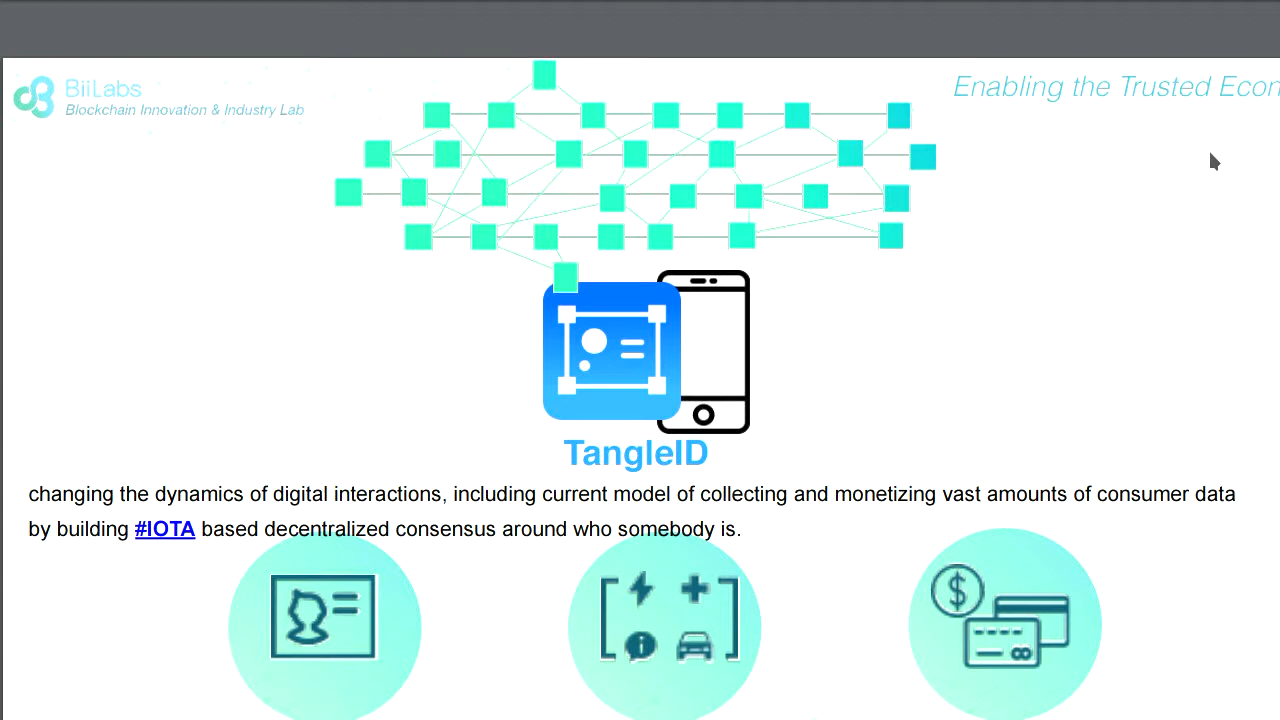 BiiLabs
Blockchain Innovation & Industry Lab
Enabling the Trusted Econ
TangleID
changing the dynamics of digital interactions, including current model of collecting and monetizing vast amounts of consumer data
by building #IOTA based decentralized consensus around who somebody is.